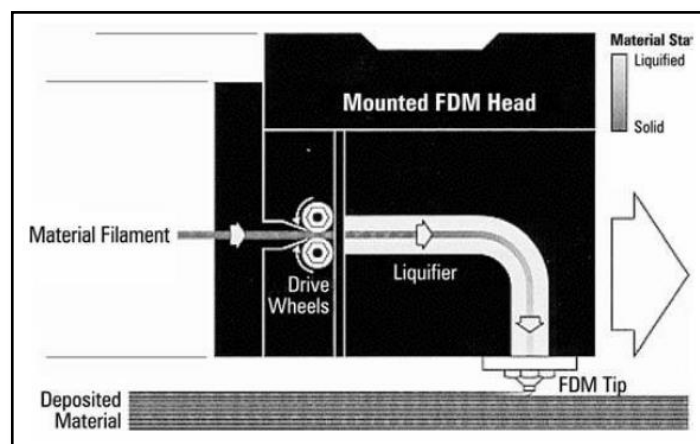 Material Sta
Liquified
Solid
Mounted FDM Head
Material Filament
Drive
Wheels
Liquifier
FDM Tip
Deposited
Material